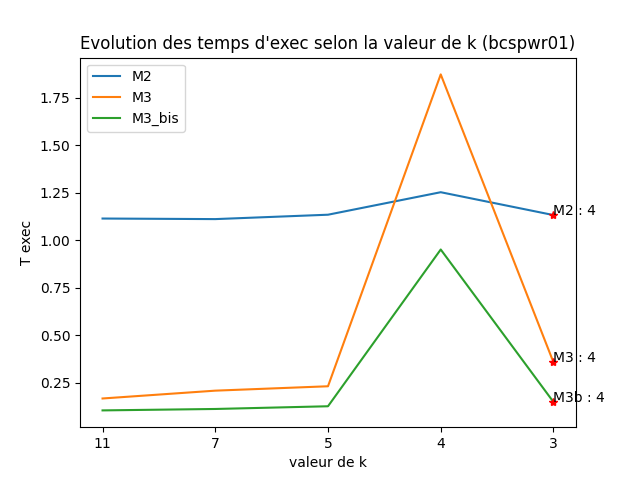 Evolution des temps d'exec selon la valeur de k (bcspwr01)
M2
M3
M3_bis
1.75
1.50
1.25
1.00
0.75
0.50
0.25
T exec
M2 : 4
M3 : 4
M3b : 4
11 7 5 4 3
valeur de k